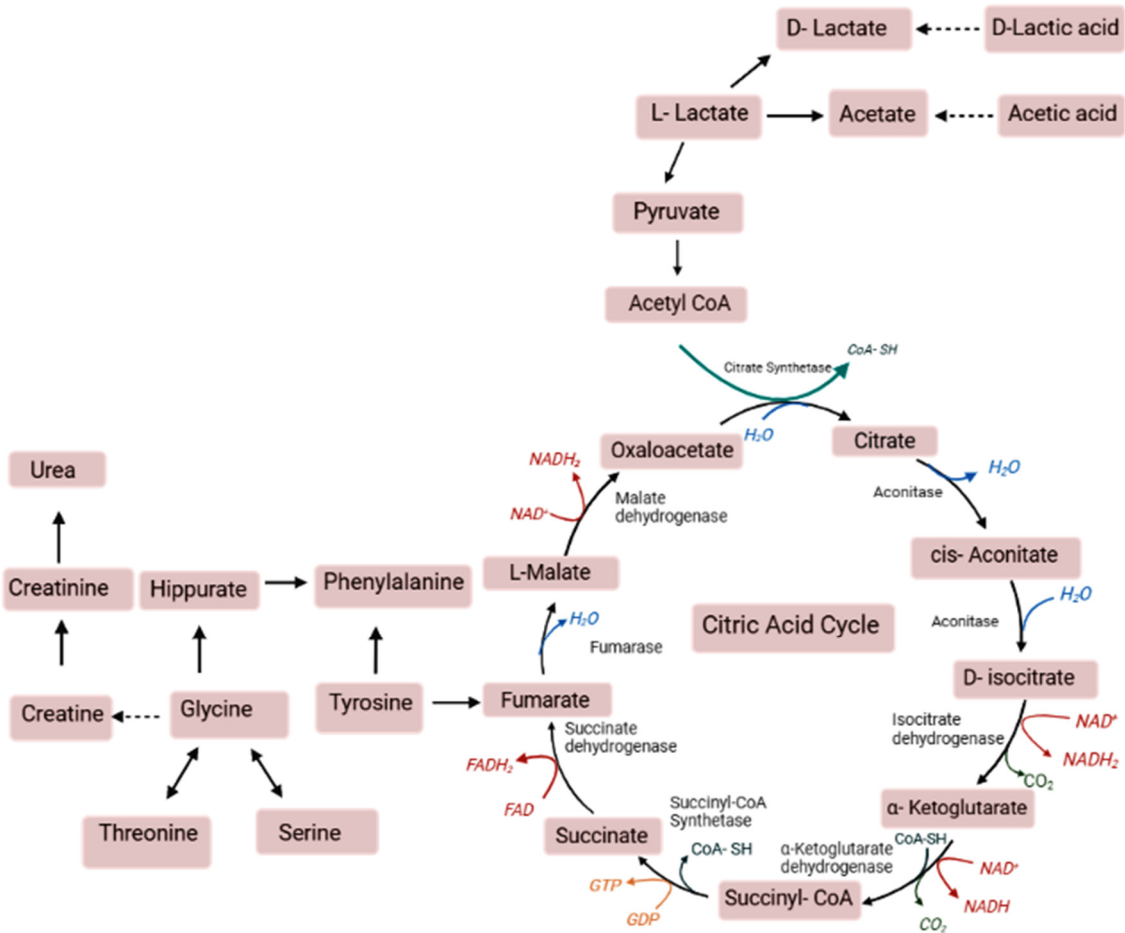 D- Lactate
D-Lactic acid
L- Lactate
Acetate
Acetic acid
Pyruvate
Acetyl CoA
CoA- SH
Citrate Synthetase
H₂O
Oxaloacetate
Citrate
Urea
NADH₂
H₂O
Aconitase
NAD⁺
Malate
dehydrogenase
cis- Aconitate
Creatinine
Hippurate
Phenylalanine
L-Malate
H₂O
Citric Acid Cycle
H₂O
Aconitase
Fumarase
D- isocitrate
Creatine
Glycine
Tyrosine
Fumarate
Isocitrate
dehydrogenase
NAD⁺
NADH₂
CO₂
Succinate
dehydrogenase
FADH₂
FAD
α- Ketoglutarate
Threonine
Serine
Succinate
Succinyl-CoA
Synthetase
CoA- SH
α-Ketoglutarate
dehydrogenase
CoA-SH
NAD⁺
NADH
CO₂
GTP
GDP
Succinyl- CoA